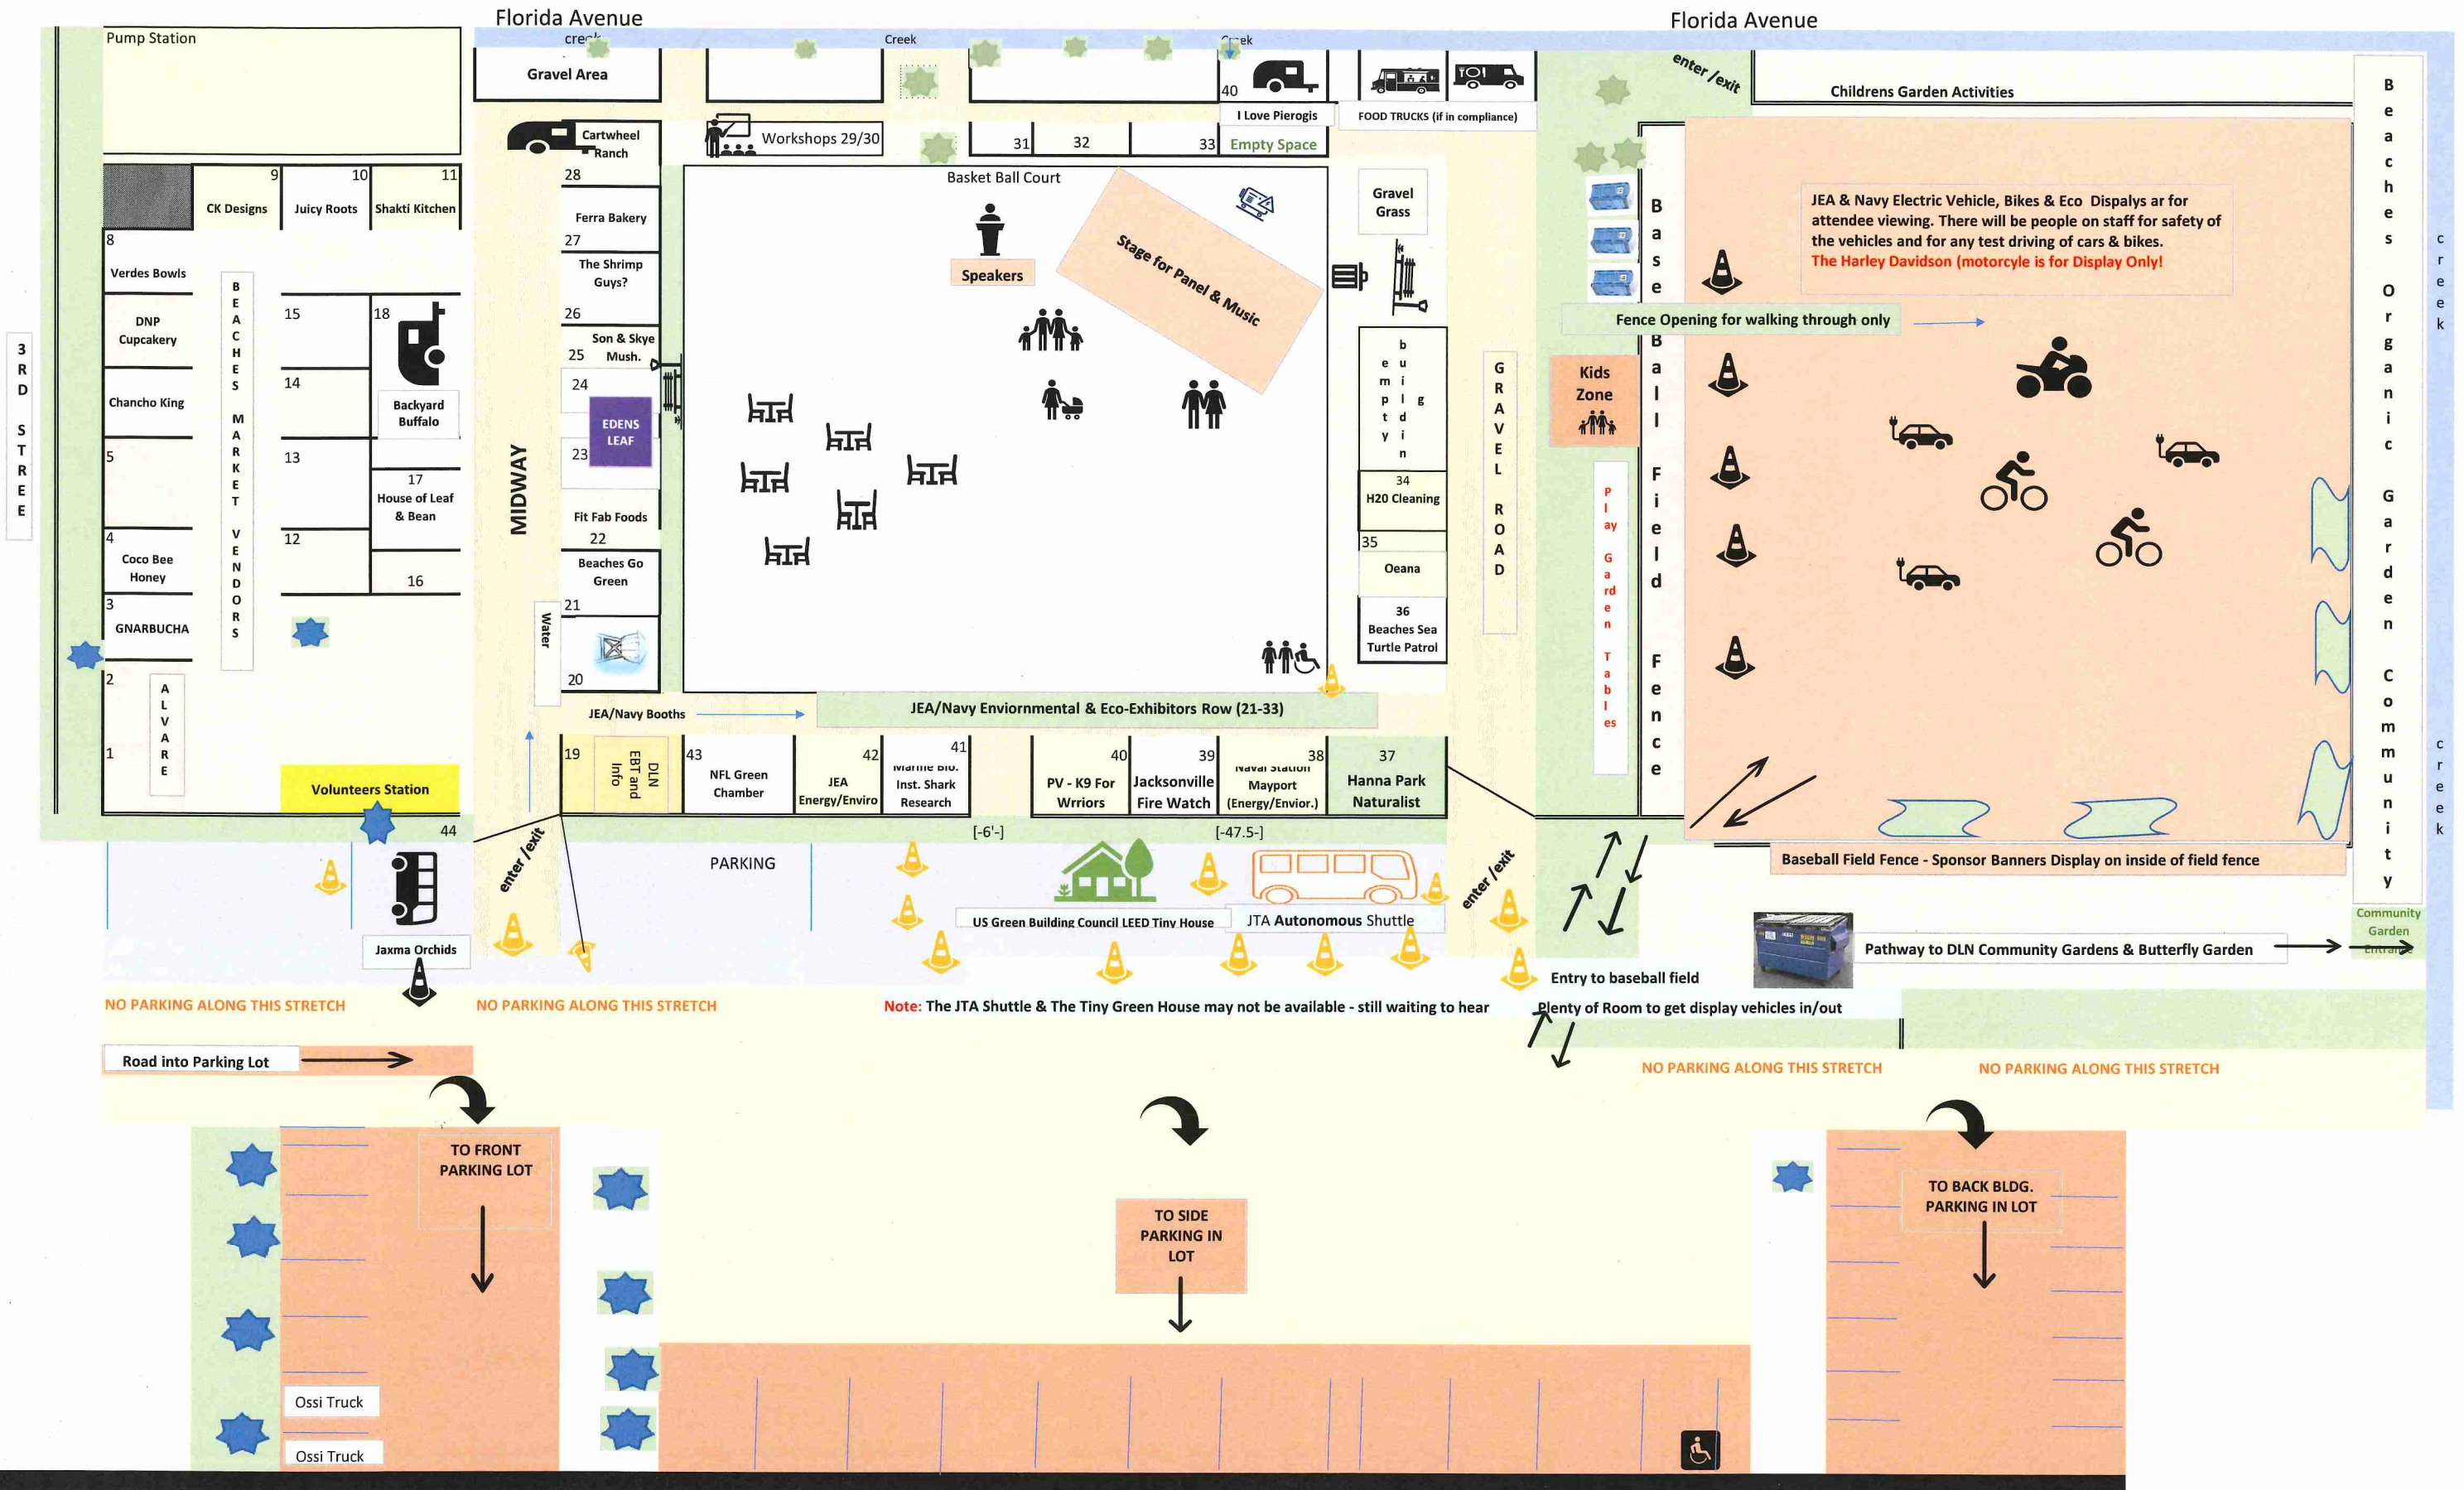 Florida Avenue
Florida Avenue
Pump Station
creek
Creek
Creek
enter /exit
Gravel Area
40
I Love Pierogis
FOOD TRUCKS (if in compliance)
Childrens Garden Activities
Cartwheel
Ranch
28
Workshops 29/30
31
32
33
Empty Space
9
CK Designs
10
Juicy Roots
11
Shakti Kitchen
8
Verdes Bowls
DNP
Cupcakery
Chancho King
5
4
Coco Bee
Honey
3
GNARBUCHA
2
1
ALVARE
BEACHES MARKET VENDORS
3RD STREET
15
14
13
12
18
Backyard
Buffalo
17
House of Leaf
& Bean
16
Volunteers Station
44
MIDWAY
Water
Ferra Bakery
27
The Shrimp
Guys?
26
Son & Skye
25 Mush.
24
EDENS
LEAF
23
Fit Fab Foods
22
Beaches Go
Green
21
20
Basket Ball Court
Speakers
Stage for Panel & Music
Gravel
Grass
empty building
34
H20 Cleaning
35
Oeana
36
Beaches Sea
Turtle Patrol
GRAVEL ROAD
Kids
Zone
Play Garden Tables
Base Ball Field Fence
Fence Opening for walking through only
JEA & Navy Electric Vehicle, Bikes & Eco Dispalys ar for
attendee viewing. There will be people on staff for safety of
the vehicles and for any test driving of cars & bikes.
The Harley Davidson (motorcyle is for Display Only!
Beaches Organic Garden Community
creek
creek
JEA/Navy Booths
JEA/Navy Enviornmental & Eco-Exhibitors Row (21-33)
19
DLN
EBT and
Info
43
NFL Green
Chamber
42
JEA
Energy/Enviro
41
Marine Bio.
Inst. Shark
Research
40
PV - K9 For
Wrriors
39
Jacksonville
Fire Watch
38
Naval Station
Mayport
(Energy/Envior.)
37
Hanna Park
Naturalist
[-6'-]
[-47.5-]
enter /exit
PARKING
enter /exit
Baseball Field Fence - Sponsor Banners Display on inside of field fence
US Green Building Council LEED Tiny House
JTA Autonomous Shuttle
Jaxma Orchids
Community
Garden
Entrance
Pathway to DLN Community Gardens & Butterfly Garden
Entry to baseball field
NO PARKING ALONG THIS STRETCH
NO PARKING ALONG THIS STRETCH
Note: The JTA Shuttle & The Tiny Green House may not be available - still waiting to hear
Plenty of Room to get display vehicles in/out
Road into Parking Lot
NO PARKING ALONG THIS STRETCH
NO PARKING ALONG THIS STRETCH
TO FRONT
PARKING LOT
TO SIDE
PARKING IN
LOT
TO BACK BLDG.
PARKING IN LOT
Ossi Truck
Ossi Truck